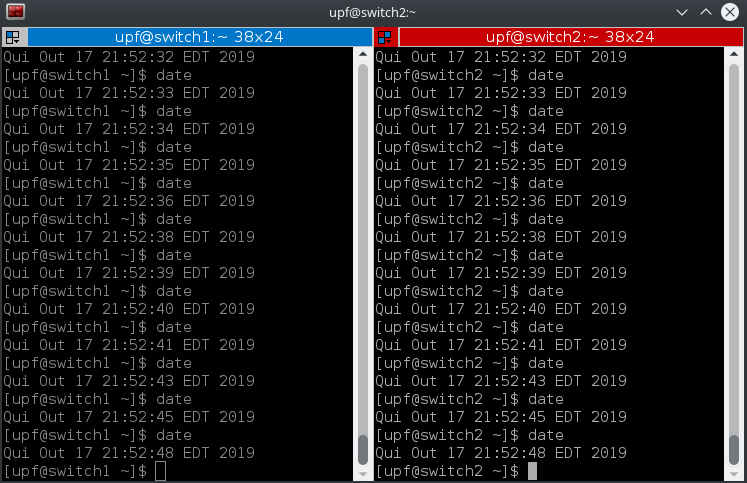 upf@switch2:~
upf@switch1:~ 38x24
Qui Out 17 21:52:32 EDT 2019
[upf@switch1 ~]$ date
Qui Out 17 21:52:33 EDT 2019
[upf@switch1 ~]$ date
Qui Out 17 21:52:34 EDT 2019
[upf@switch1 ~]$ date
Qui Out 17 21:52:35 EDT 2019
[upf@switch1 ~]$ date
Qui Out 17 21:52:36 EDT 2019
[upf@switch1 ~]$ date
Qui Out 17 21:52:38 EDT 2019
[upf@switch1 ~]$ date
Qui Out 17 21:52:39 EDT 2019
[upf@switch1 ~]$ date
Qui Out 17 21:52:40 EDT 2019
[upf@switch1 ~]$ date
Qui Out 17 21:52:41 EDT 2019
[upf@switch1 ~]$ date
Qui Out 17 21:52:43 EDT 2019
[upf@switch1 ~]$ date
Qui Out 17 21:52:45 EDT 2019
[upf@switch1 ~]$ date
Qui Out 17 21:52:48 EDT 2019
[upf@switch1 ~]$
upf@switch2:~ 38x24
Qui Out 17 21:52:32 EDT 2019
[upf@switch2 ~]$ date
Qui Out 17 21:52:33 EDT 2019
[upf@switch2 ~]$ date
Qui Out 17 21:52:34 EDT 2019
[upf@switch2 ~]$ date
Qui Out 17 21:52:35 EDT 2019
[upf@switch2 ~]$ date
Qui Out 17 21:52:36 EDT 2019
[upf@switch2 ~]$ date
Qui Out 17 21:52:38 EDT 2019
[upf@switch2 ~]$ date
Qui Out 17 21:52:39 EDT 2019
[upf@switch2 ~]$ date
Qui Out 17 21:52:40 EDT 2019
[upf@switch2 ~]$ date
Qui Out 17 21:52:41 EDT 2019
[upf@switch2 ~]$ date
Qui Out 17 21:52:43 EDT 2019
[upf@switch2 ~]$ date
Qui Out 17 21:52:45 EDT 2019
[upf@switch2 ~]$ date
Qui Out 17 21:52:48 EDT 2019
[upf@switch2 ~]$